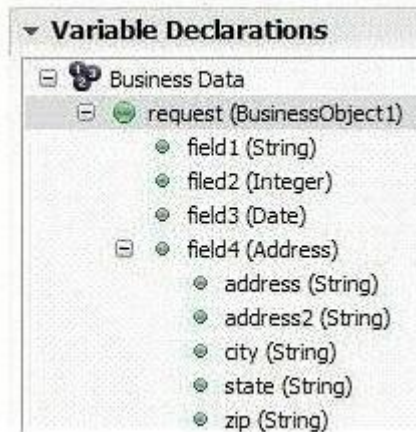 Variable Declarations
Business Data
request (BusinessObject1)
field1 (String)
filed2 (Integer)
field3 (Date)
field4 (Address)
address (String)
address2 (String)
city (String)
state (String)
zip (String)